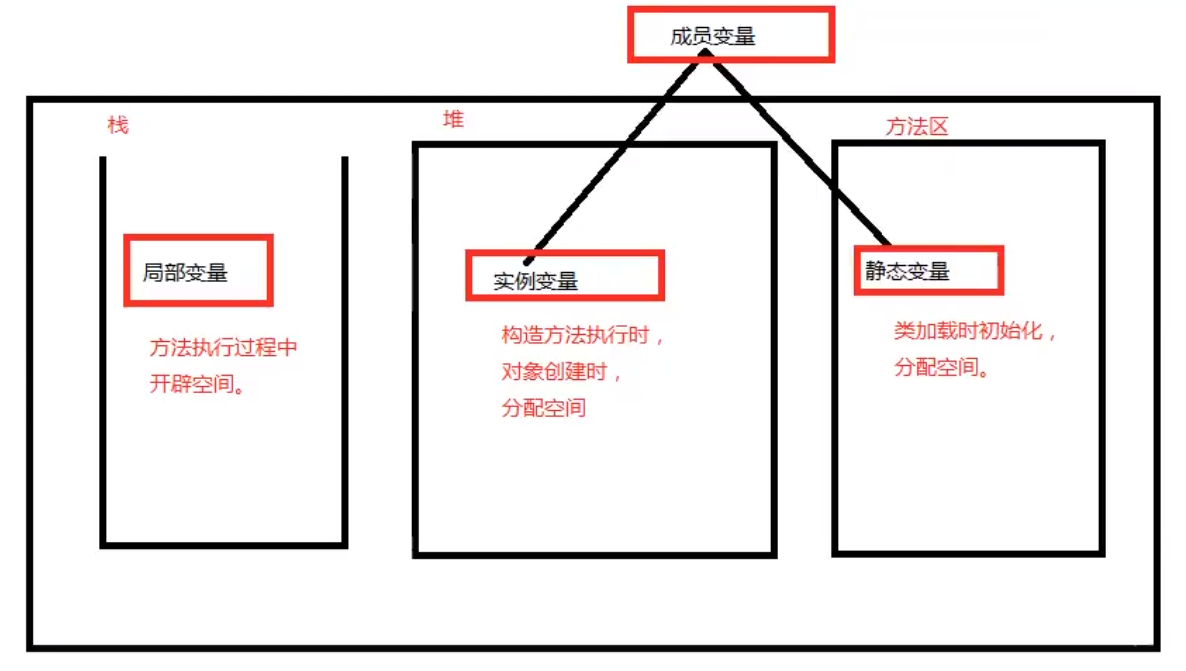 成员变量
栈
堆
方法区
局部变量
方法执行过程中
开辟空间。
实例变量
构造方法执行时，
对象创建时，
分配空间
静态变量
类加载时初始化，
分配空间。